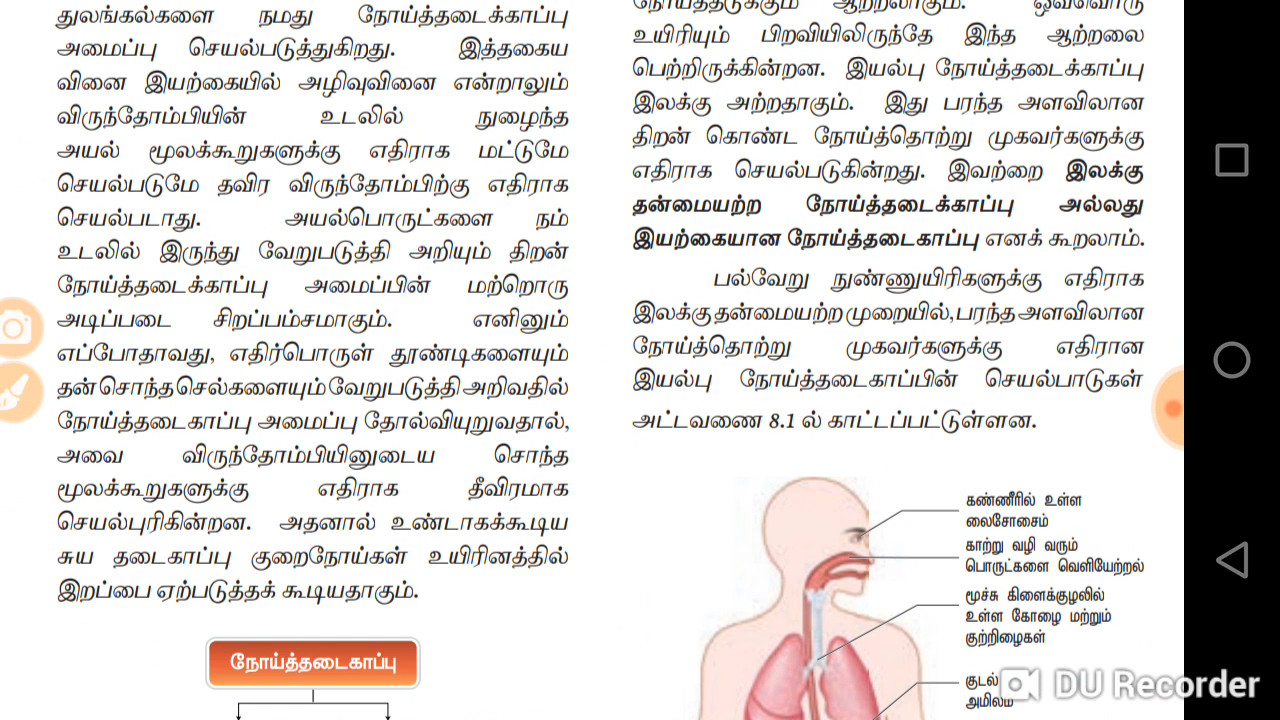 துலங்கல்களை நமது நோய்த்தடைக்காப்பு
அமைப்பு செயல்படுத்துகிறது. இத்தகைய
வினை இயற்கையில் அழிவுவினை என்றாலும்
விருந்தோம்பியின் உடலில் நுழைந்த
அயல் மூலக்கூறுகளுக்கு எதிராக மட்டுமே
செயல்படுமே தவிர விருந்தோம்பிற்கு எதிராக
செயல்படாது. அயல்பொருட்களை நம்
உடலில் இருந்து வேறுபடுத்தி அறியும் திறன்
நோய்த்தடைக்காப்பு அமைப்பின் மற்றொரு
அடிப்படை சிறப்பம்சமாகும். எனினும்
எப்போதாவது, எதிர்பொருள் தூண்டிகளையும்
தன் சொந்த செல்களையும் வேறுபடுத்தி அறிவதில்
நோய்த்தடைகாப்பு அமைப்பு தோல்வியுறுவதால்,
அவை விருந்தோம்பியினுடைய சொந்த
மூலக்கூறுகளுக்கு எதிராக தீவிரமாக
செயல்புரிகின்றன. அதனால் உண்டாகக்கூடிய
சுய தடைகாப்பு குறைநோய்கள் உயிரினத்தில்
இறப்பை ஏற்படுத்தக் கூடியதாகும்.
நோய்த்தடைகாப்பு
நோய்த்தடுக்கும் ஆற்றலாகும். ஒவ்வொரு
உயிரியும் பிறவியிலிருந்தே இந்த ஆற்றலை
பெற்றிருக்கின்றன. இயல்பு நோய்த்தடைக்காப்பு
இலக்கு அற்றதாகும். இது பரந்த அளவிலான
திறன் கொண்ட நோய்த்தொற்று முகவர்களுக்கு
எதிராக செயல்படுகின்றது. இவற்றை இலக்கு
தன்மையற்ற நோய்த்தடைக்காப்பு அல்லது
இயற்கையான நோய்த்தடைகாப்பு எனக் கூறலாம்.
பல்வேறு நுண்ணுயிரிகளுக்கு எதிராக
இலக்கு தன்மையற்ற முறையில், பரந்த அளவிலான
நோய்த்தொற்று முகவர்களுக்கு எதிரான
இயல்பு நோய்த்தடைகாப்பின் செயல்பாடுகள்
அட்டவணை 8.1 ல் காட்டப்பட்டுள்ளன.
கண்ணீரில் உள்ள
லைசோசைம்
காற்று வழி வரும்
பொருட்களை வெளியேற்றல்
மூச்சு கிளைக்குழலில்
உள்ள கோழை மற்றும்
குற்றிழைகள்
குடல்
அமிலம்
DU Recorder